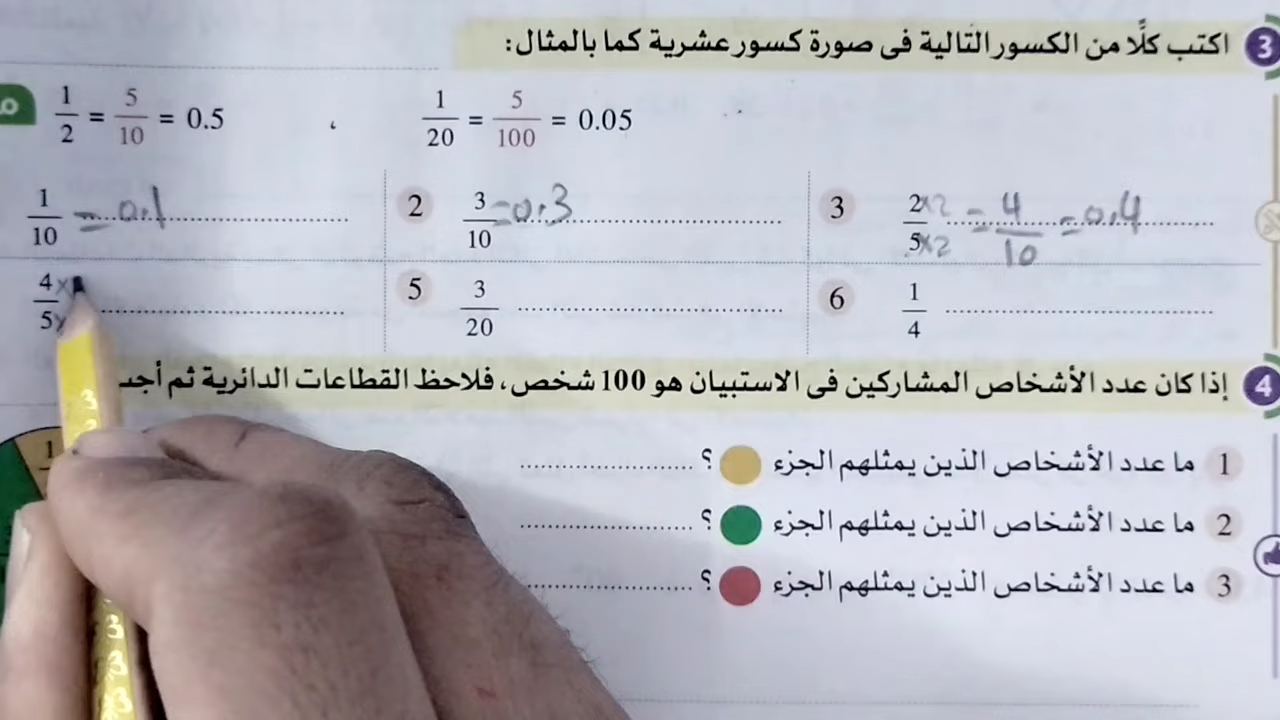 3 اكتب كلًّا من الكسور التالية فى صورة كسور عشرية كما بالمثال:
1/2 = 5/10 = 0.5 ، 1/20 = 5/100 = 0.05
1/10 = 0.1
2 3/10 = 0.3
3 2×2/5×2 = 4/10 = 0.4
4×/5×
5 3/20
6 1/4
4 إذا كان عدد الأشخاص المشاركين فى الاستبيان هو 100 شخص، فلاحظ القطاعات الدائرية ثم
1 ما عدد الأشخاص الذين يمثلهم الجزء ؟
2 ما عدد الأشخاص الذين يمثلهم الجزء ؟
3 ما عدد الأشخاص الذين يمثلهم الجزء ؟